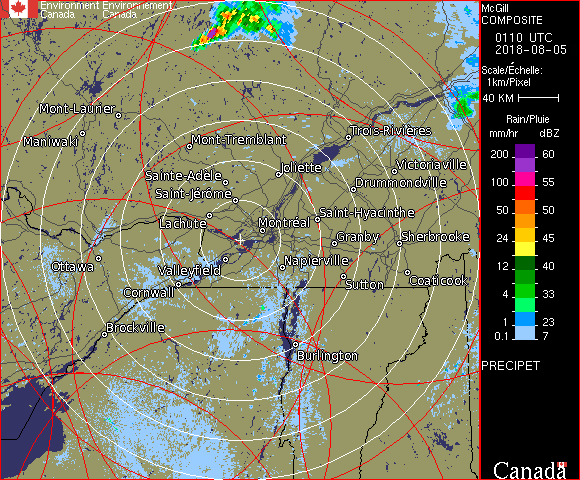 Environment Environnement
Canada Canada
McGill
COMPOSITE
0110 UTC
2018-08-05
Scale/Échelle:
1km/Pixel
40 KM
Rain/Pluie
mm/hr dBZ
200 60
100 55
50 50
24 45
12 40
4 33
1 23
0.1 7
PRECIPET
Canada
Mont-Laurier
Maniwaki
Mont-Tremblant
Trois-Rivières
Joliette
Victoriaville
Sainte-Adèle
Drummondville
Saint-Jérôme
Lachute
Saint-Hyacinthe
Montréal
Granby
Sherbrooke
Ottawa
Valleyfield
Napierville
Cornwall
Sutton
Coaticook
Brockville
Burlington